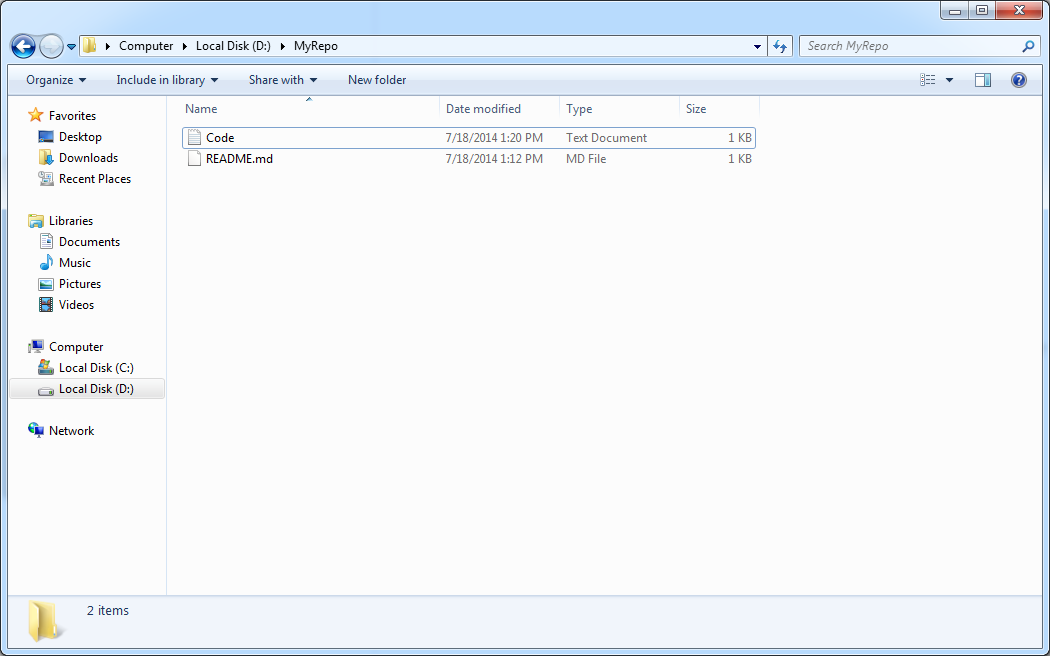 Computer Local Disk (D:) MyRepo Search MyRepo
Organize Include in library Share with New folder
Favorites
Desktop
Downloads
Recent Places
Libraries
Documents
Music
Pictures
Videos
Computer
Local Disk (C:)
Local Disk (D:)
Network
Name Date modified Type Size
Code 7/18/2014 1:20 PM Text Document 1 KB
README.md 7/18/2014 1:12 PM MD File 1 KB
2 items